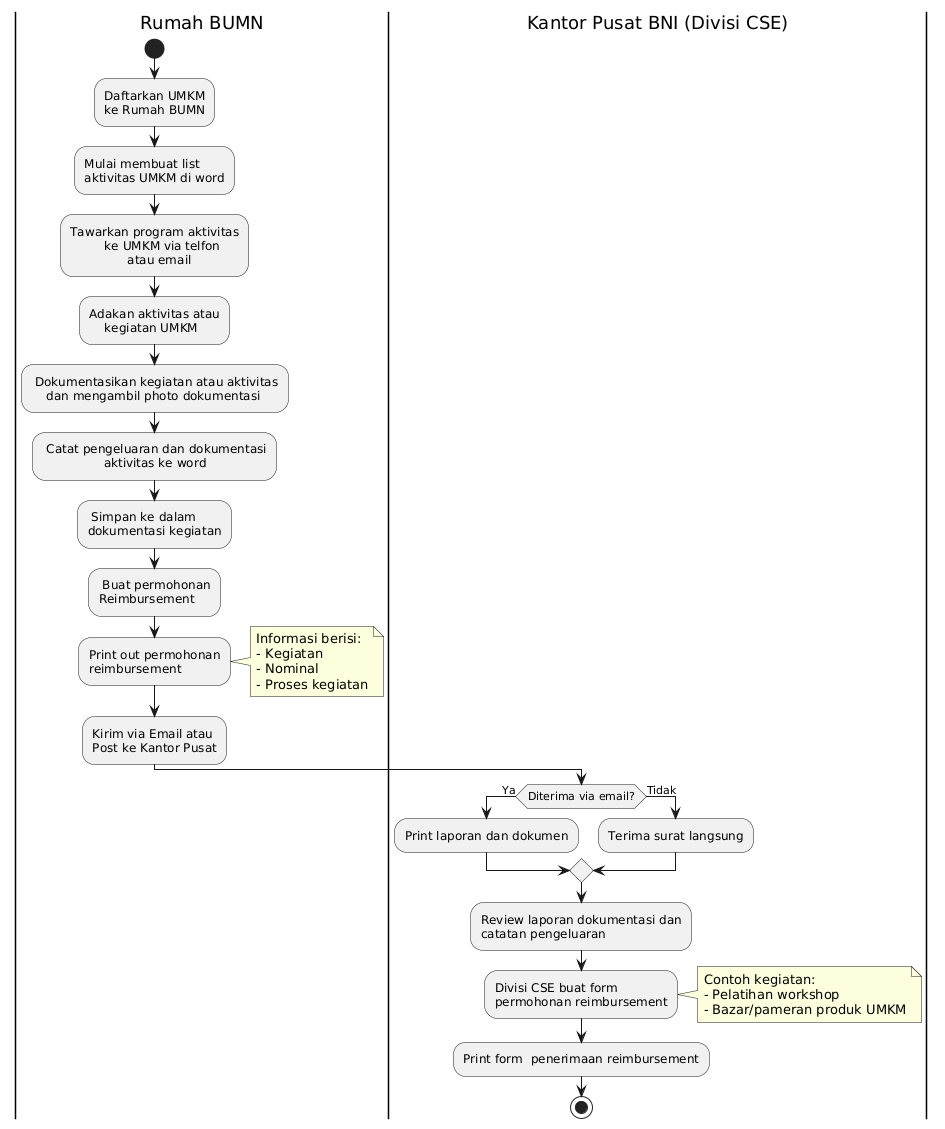 Rumah BUMN
Kantor Pusat BNI (Divisi CSE)
Daftarkan UMKM
ke Rumah BUMN
Mulai membuat list
aktivitas UMKM di word
Tawarkan program aktivitas
ke UMKM via telfon
atau email
Adakan aktivitas atau
kegiatan UMKM
Dokumentasikan kegiatan atau aktivitas
dan mengambil photo dokumentasi
Catat pengeluaran dan dokumentasi
aktivitas ke word
Simpan ke dalam
dokumentasi kegiatan
Buat permohonan
Reimbursement
Print out permohonan
reimbursement
Informasi berisi:
- Kegiatan
- Nominal
- Proses kegiatan
Kirim via Email atau
Post ke Kantor Pusat
Diterima via email?
Ya
Tidak
Print laporan dan dokumen
Terima surat langsung
Review laporan dokumentasi dan
catatan pengeluaran
Divisi CSE buat form
permohonan reimbursement
Contoh kegiatan:
- Pelatihan workshop
- Bazar/pameran produk UMKM
Print form  penerimaan reimbursement